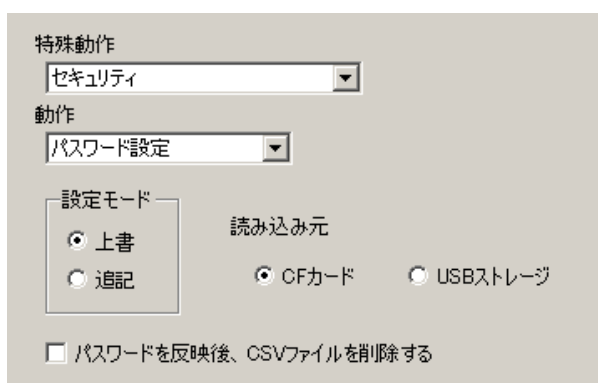 特殊動作
セキュリティ
動作
パスワード設定
設定モード
上書
追記
読み込み元
CFカード USBストレージ
パスワードを反映後、CSVファイルを削除する